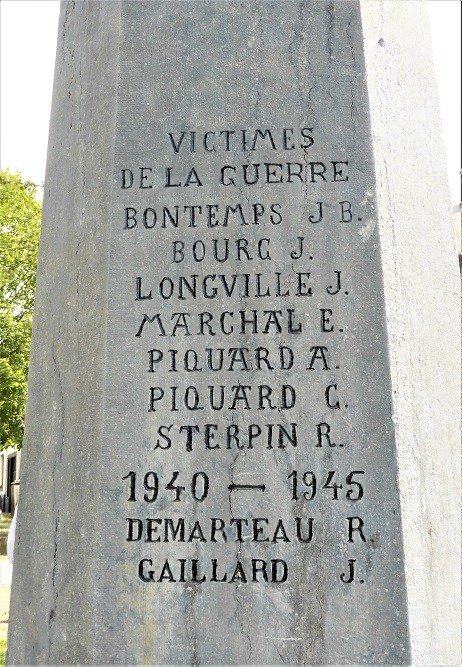 VICTIMES
DE LA GUERRE
BONTEMPS J B.
BOURG J.
LONGVILLE J.
MARCHAL E.
PIQUARD A.
PIQUARD C.
STERPIN R.
1940 — 1945
DEMARTEAU R.
GAILLARD J.